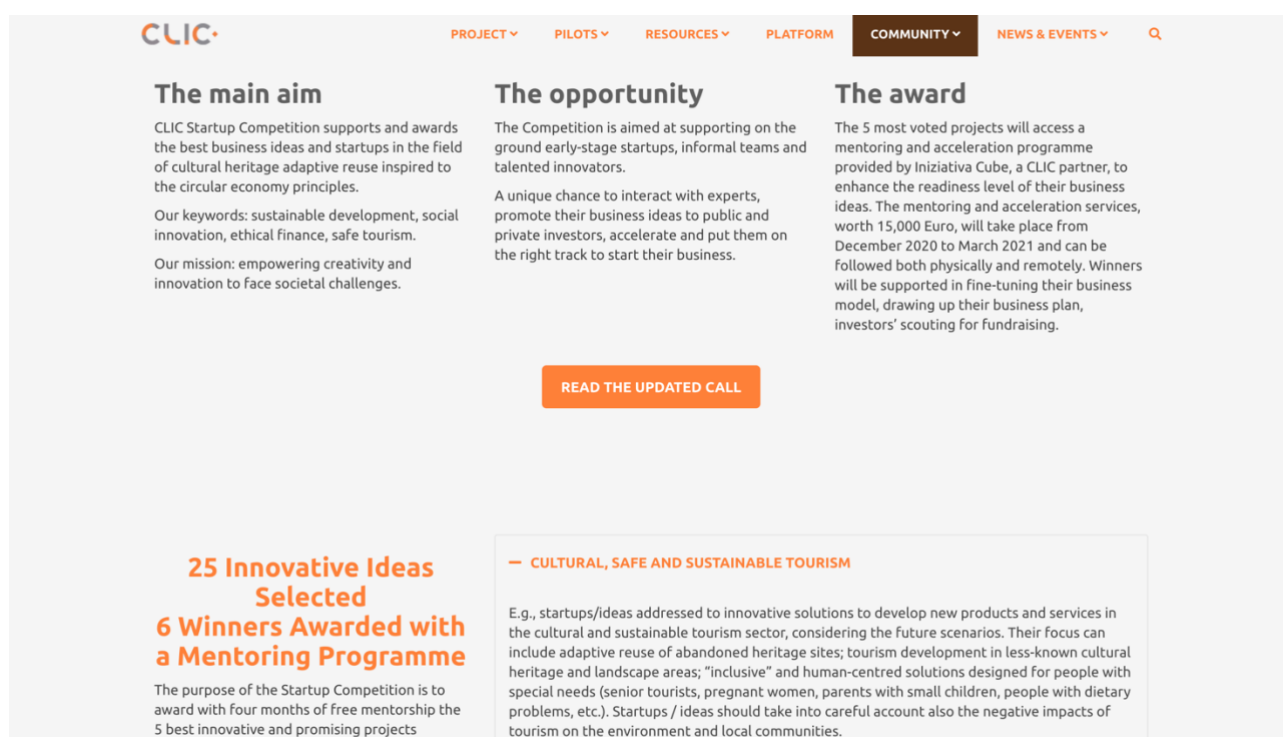 CLIC
PROJECT PILOTS RESOURCES PLATFORM COMMUNITY NEWS & EVENTS
The main aim
CLIC Startup Competition supports and awards
the best business ideas and startups in the field
of cultural heritage adaptive reuse inspired to
the circular economy principles.
Our keywords: sustainable development, social
innovation, ethical finance, safe tourism.
Our mission: empowering creativity and
innovation to face societal challenges.
The opportunity
The Competition is aimed at supporting on the
ground early-stage startups, informal teams and
talented innovators.
A unique chance to interact with experts,
promote their business ideas to public and
private investors, accelerate and put them on
the right track to start their business.
The award
The 5 most voted projects will access a
mentoring and acceleration programme
provided by Iniziativa Cube, a CLIC partner, to
enhance the readiness level of their business
ideas. The mentoring and acceleration services,
worth 15,000 Euro, will take place from
December 2020 to March 2021 and can be
followed both physically and remotely. Winners
will be supported in fine-tuning their business
model, drawing up their business plan,
investors’ scouting for fundraising.
READ THE UPDATED CALL
25 Innovative Ideas
Selected
6 Winners Awarded with
a Mentoring Programme
The purpose of the Startup Competition is to
award with four months of free mentorship the
5 best innovative and promising projects
— CULTURAL, SAFE AND SUSTAINABLE TOURISM
E.g., startups/ideas addressed to innovative solutions to develop new products and services in
the cultural and sustainable tourism sector, considering the future scenarios. Their focus can
include adaptive reuse of abandoned heritage sites; tourism development in less-known cultural
heritage and landscape areas; “inclusive” and human-centred solutions designed for people with
special needs (senior tourists, pregnant women, parents with small children, people with dietary
problems, etc.). Startups / ideas should take into careful account also the negative impacts of
tourism on the environment and local communities.